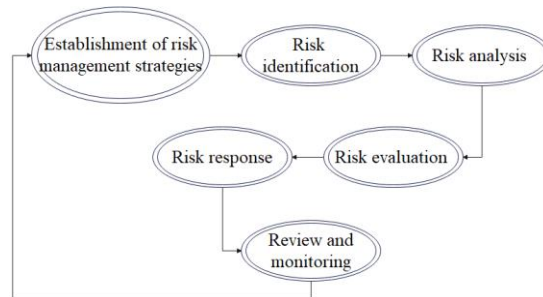 Establishment of risk
management strategies
Risk
identification
Risk analysis
Risk evaluation
Risk response
Review and
monitoring